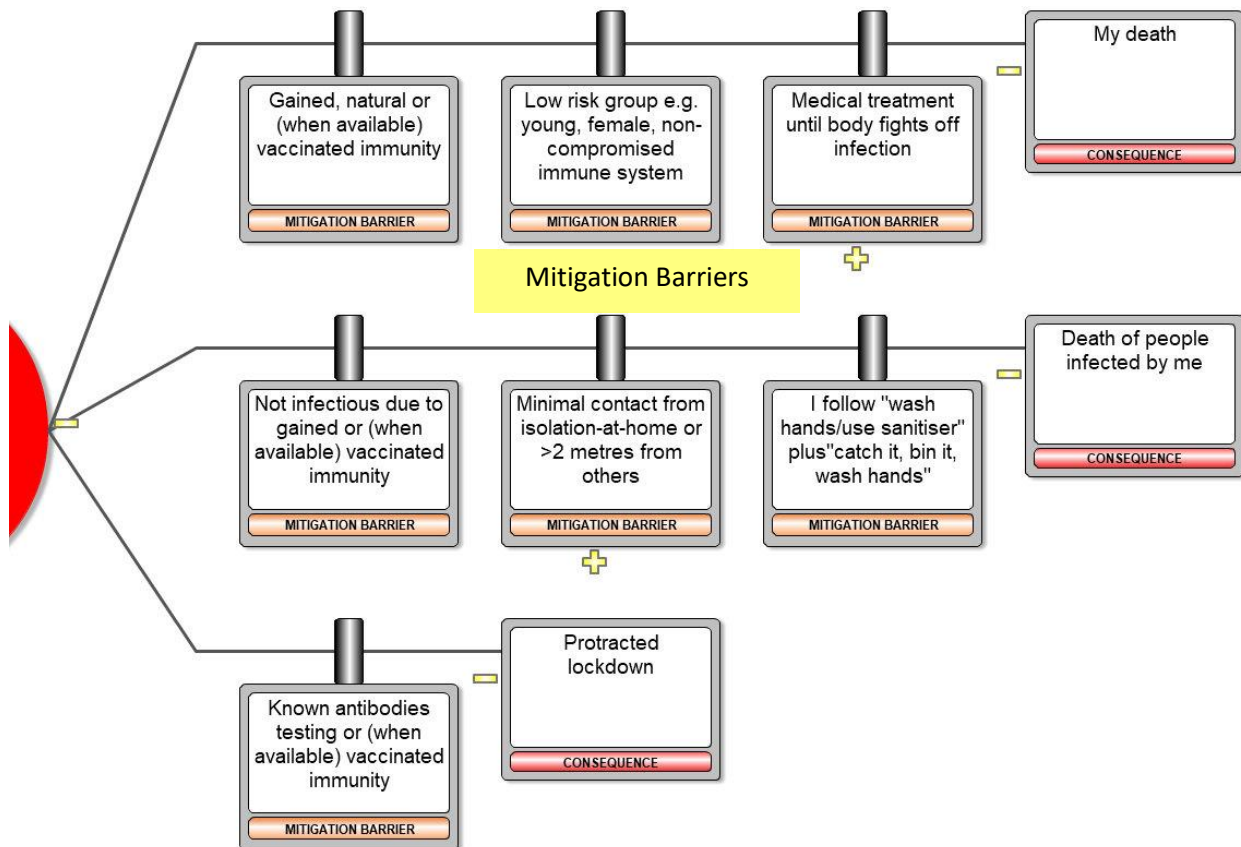 My death
CONSEQUENCE
Gained, natural or
(when available)
vaccinated immunity
MITIGATION BARRIER
Low risk group e.g.
young, female, non-
compromised
immune system
MITIGATION BARRIER
Medical treatment
until body fights off
infection
MITIGATION BARRIER
Mitigation Barriers
Death of people
infected by me
CONSEQUENCE
Not infectious due to
gained or (when
available) vaccinated
immunity
MITIGATION BARRIER
Minimal contact from
isolation-at-home or
>2 metres from
others
MITIGATION BARRIER
I follow "wash
hands/use sanitiser"
plus"catch it, bin it,
wash hands"
MITIGATION BARRIER
Protracted
lockdown
CONSEQUENCE
Known antibodies
testing or (when
available) vaccinated
immunity
MITIGATION BARRIER